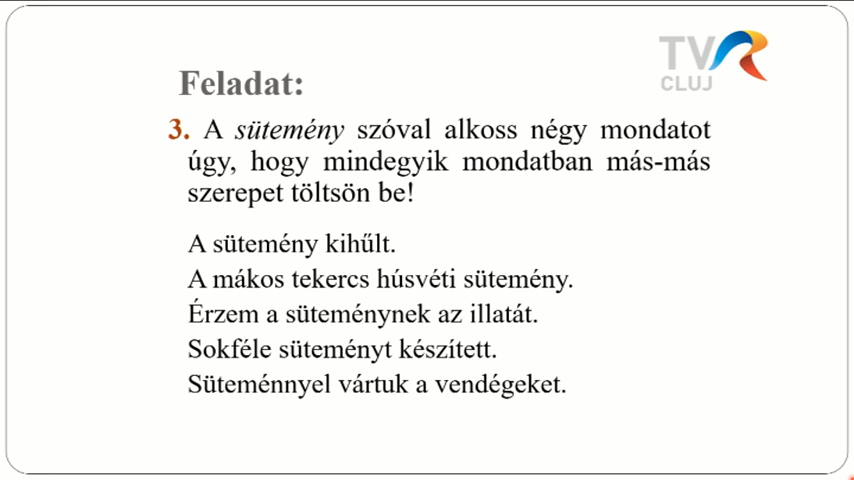 TVR
CLUJ
Feladat:
3. A sütemény szóval alkoss négy mondatot
úgy, hogy mindegyik mondatban más-más
szerepet töltsön be!
A sütemény kihűlt.
A mákos tekercs húsvéti sütemény.
Érzem a süteménynek az illatát.
Sokféle süteményt készített.
Süteménnyel vártuk a vendégeket.